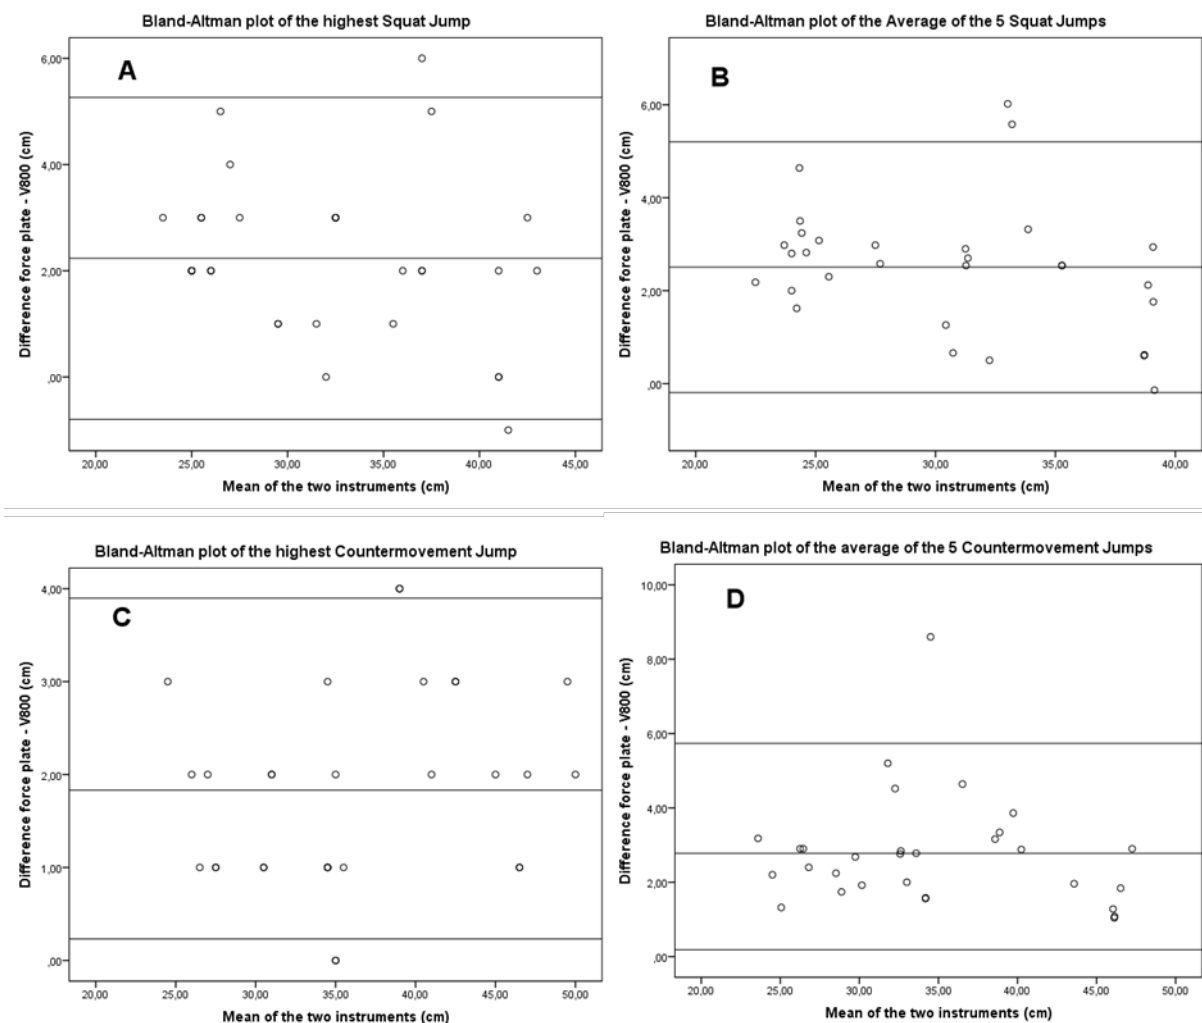 Bland-Altman plot of the highest Squat Jump
A
Difference force plate - V800 (cm)
6,00
4,00
2,00
,00
20,00 25,00 30,00 35,00 40,00 45,00
Mean of the two instruments (cm)
Bland-Altman plot of the Average of the 5 Squat Jumps
B
Difference force plate - V800 (cm)
6,00
4,00
2,00
,00
20,00 25,00 30,00 35,00 40,00
Mean of the two instruments (cm)
Bland-Altman plot of the highest Countermovement Jump
C
Difference force plate - V800 (cm)
4,00
3,00
2,00
1,00
,00
20,00 25,00 30,00 35,00 40,00 45,00 50,00
Mean of the two instruments (cm)
Bland-Altman plot of the average of the 5 Countermovement Jumps
D
Difference force plate - V800 (cm)
10,00
8,00
6,00
4,00
2,00
,00
20,00 25,00 30,00 35,00 40,00 45,00 50,00
Mean of the two instruments (cm)